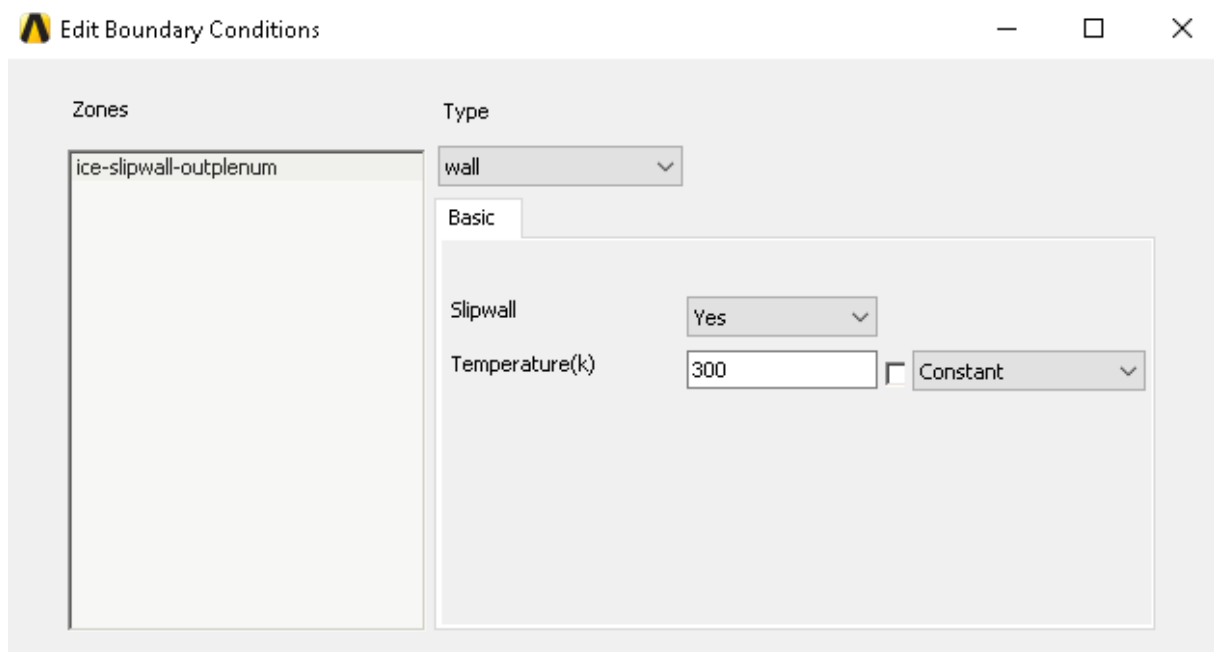 Edit Boundary Conditions
Zones
Type
ice-slipwall-outplenum
wall
Basic
Slipwall
Yes
Temperature(k)
300
Constant